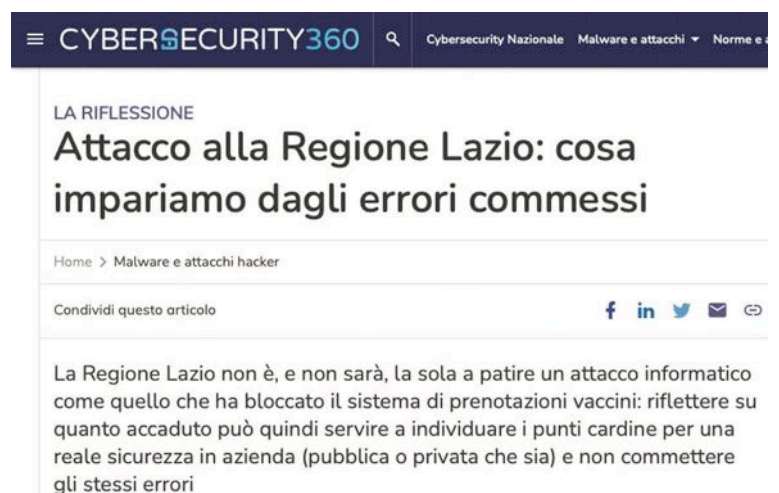 CYBERSECURITY360 Cybersecurity Nazionale Malware e attacchi Norme e a
LA RIFLESSIONE
Attacco alla Regione Lazio: cosa
impariamo dagli errori commessi
Home > Malware e attacchi hacker
Condividi questo articolo
La Regione Lazio non è, e non sarà, la sola a patire un attacco informatico
come quello che ha bloccato il sistema di prenotazioni vaccini: riflettere su
quanto accaduto può quindi servire a individuare i punti cardine per una
reale sicurezza in azienda (pubblica o privata che sia) e non commettere
gli stessi errori